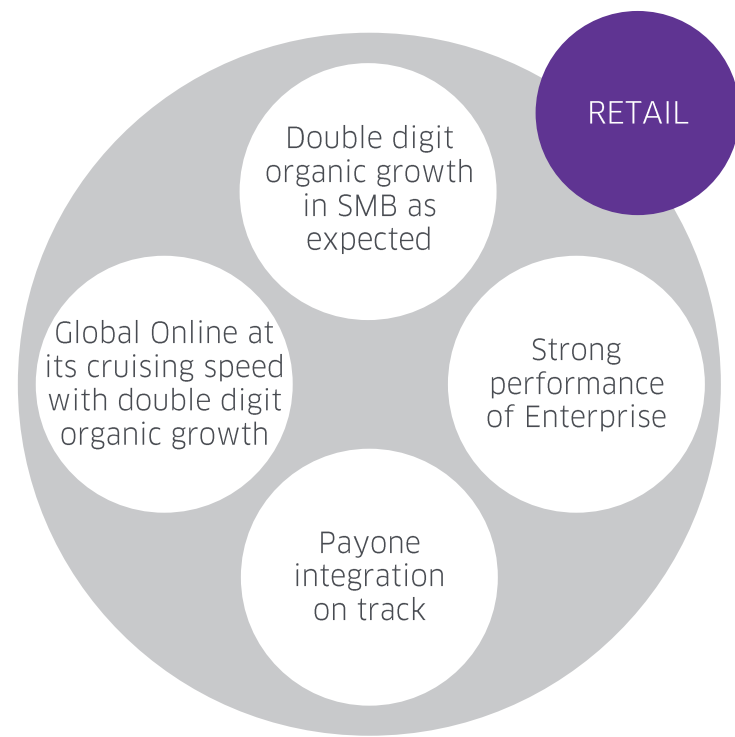 RETAIL
Double digit
organic growth
in SMB as
expected
Global Online at
its cruising speed
with double digit
organic growth
Strong
performance
of Enterprise
Payone
integration
on track